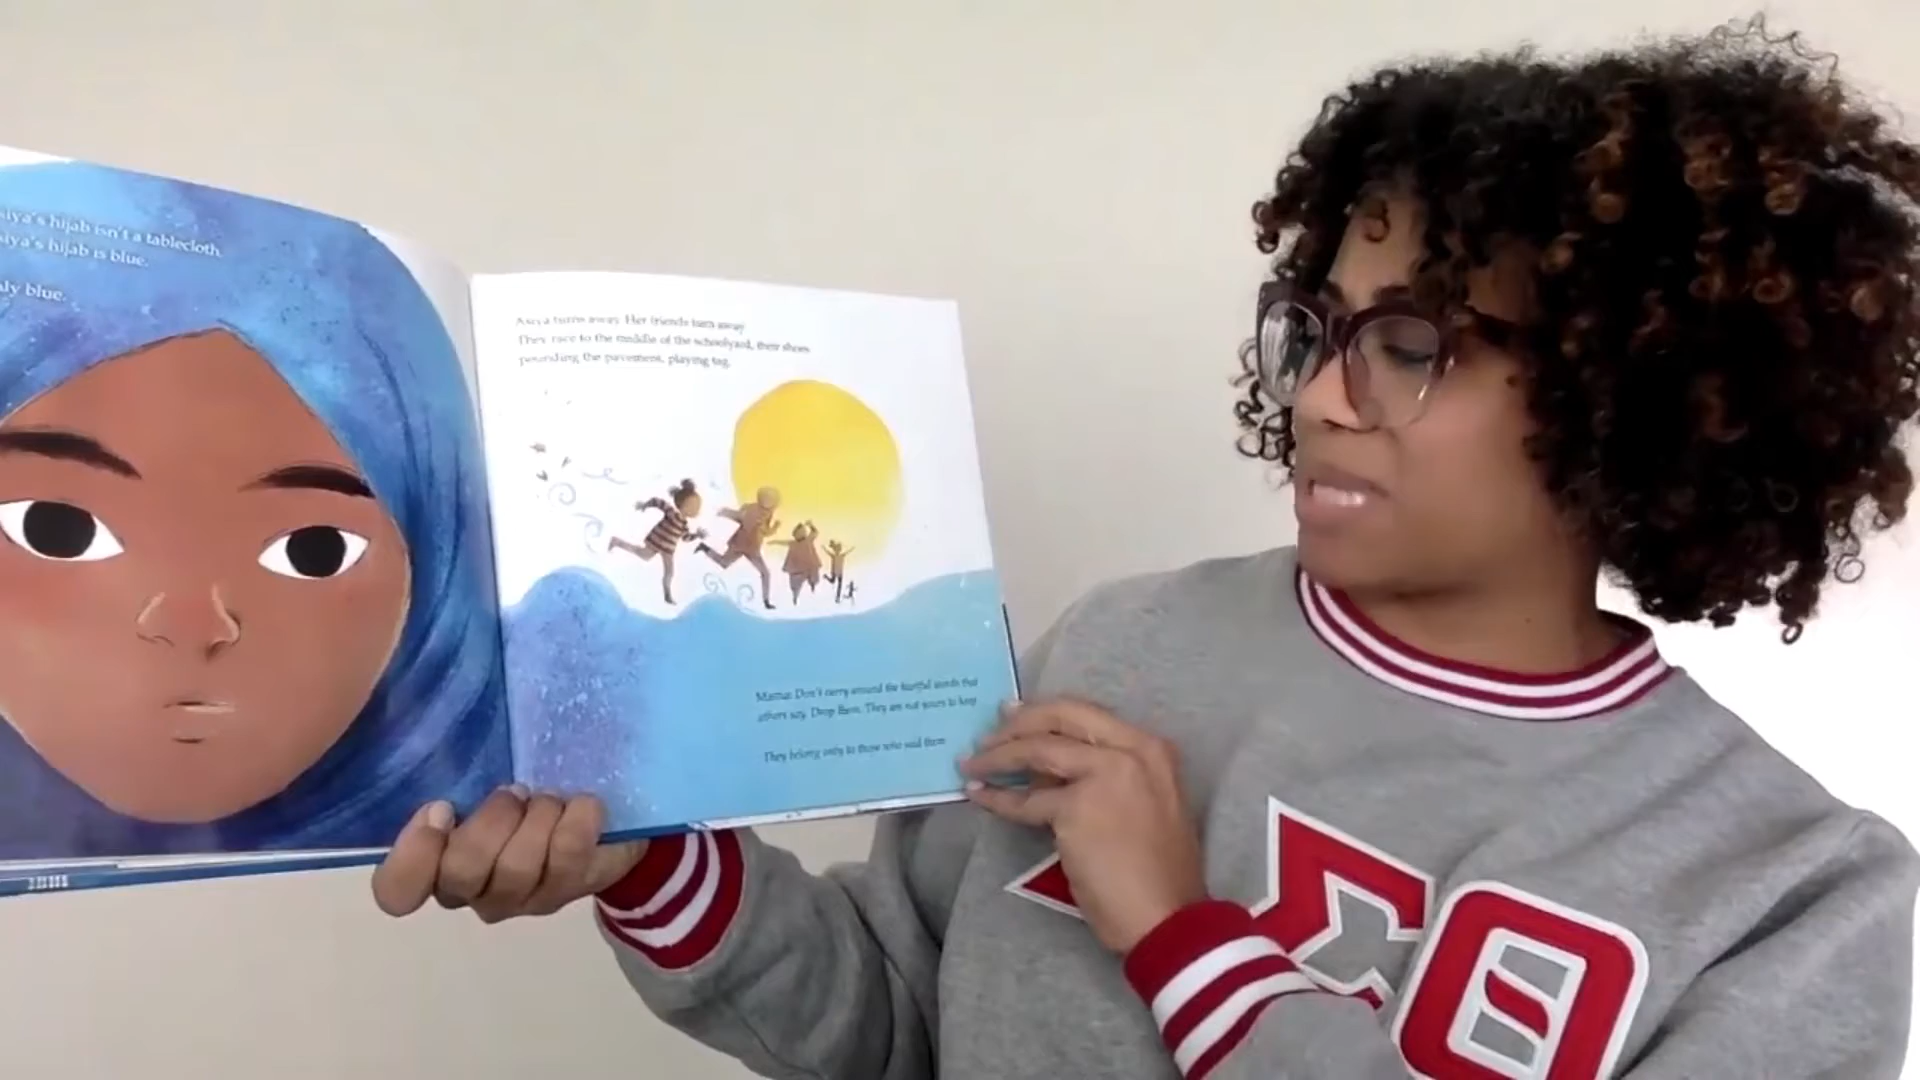 siya's hijab isn't a tablecloth.
siya's hijab is blue.
ly blue.
Asiya turns away. Her friends turn away.
They race to the middle of the schoolyard, their shoes
pounding the pavement, playing tag.
Mama: Don't carry around the hurtful words that
others say. Drop them. They are not yours to keep.
They belong only to those who said them.
ΣΘ